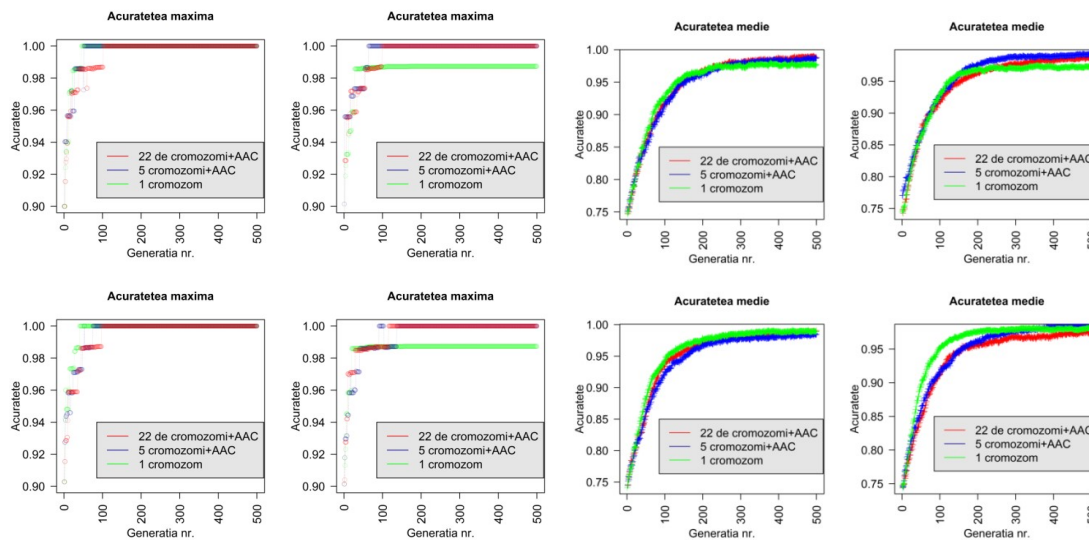 Acuratetea maxima
Acuratete
1.00
0.98
0.96
0.94
0.92
0.90
22 de cromozomi+AAC
5 cromozomi+AAC
1 cromozom
0
100
200
300
400
500
Generatia nr.
Acuratetea maxima
Acuratete
1.00
0.98
0.96
0.94
0.92
0.90
22 de cromozomi+AAC
5 cromozomi+AAC
1 cromozom
0
100
200
300
400
500
Generatia nr.
Acuratetea medie
Acuratete
1.00
0.95
0.90
0.85
0.80
0.75
22 de cromozomi+AAC
5 cromozomi+AAC
1 cromozom
0
100
200
300
400
500
Generatia nr.
Acuratetea medie
Acuratete
0.95
0.90
0.85
0.80
0.75
22 de cromozomi+AAC
5 cromozomi+AAC
1 cromozom
0
100
200
300
400
500
Generatia nr.
Acuratetea maxima
Acuratete
1.00
0.98
0.96
0.94
0.92
0.90
22 de cromozomi+AAC
5 cromozomi+AAC
1 cromozom
0
100
200
300
400
500
Generatia nr.
Acuratetea maxima
Acuratete
1.00
0.98
0.96
0.94
0.92
0.90
22 de cromozomi+AAC
5 cromozomi+AAC
1 cromozom
0
100
200
300
400
500
Generatia nr.
Acuratetea medie
Acuratete
1.00
0.95
0.90
0.85
0.80
0.75
22 de cromozomi+AAC
5 cromozomi+AAC
1 cromozom
0
100
200
300
400
500
Generatia nr.
Acuratetea medie
Acuratete
0.95
0.90
0.85
0.80
0.75
22 de cromozomi+AAC
5 cromozomi+AAC
1 cromozom
0
100
200
300
400
500
Generatia nr.